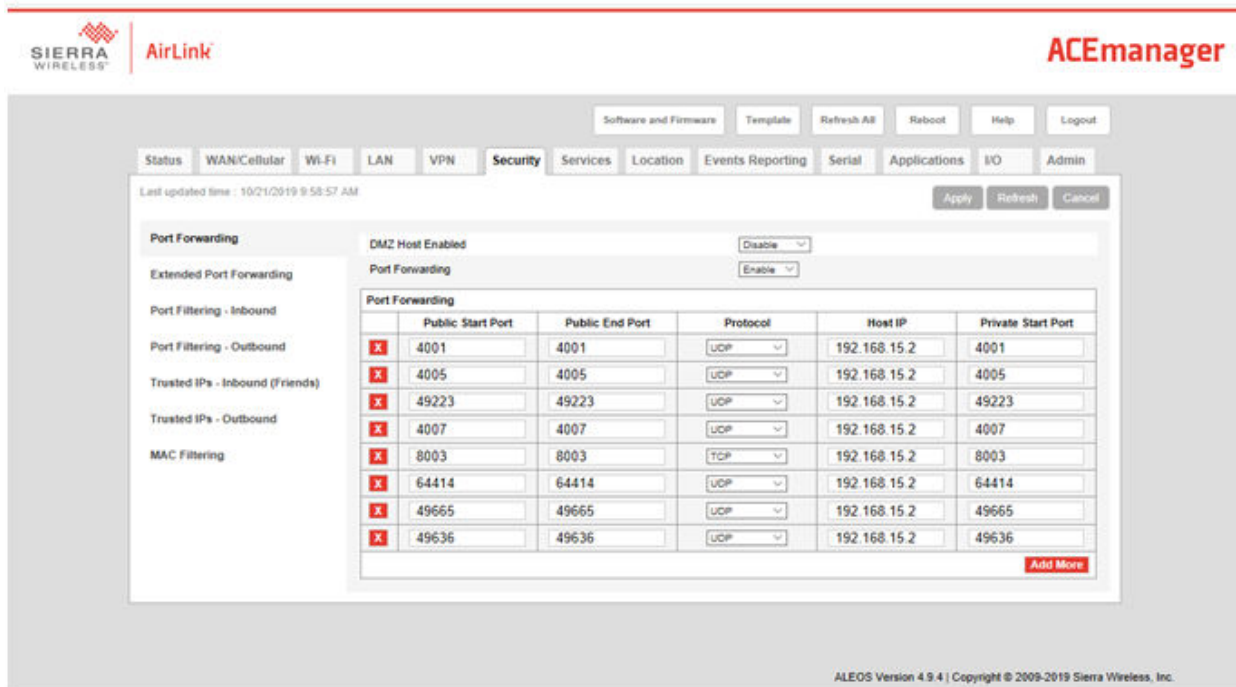 SIERRA WIRELESS AirLink ACEmanager
Software and Firmware Template Refresh All Reboot Help Logout
Status WAN/Cellular Wi-Fi LAN VPN Security Services Location Events Reporting Serial Applications I/O Admin
Last updated time : 10/21/2019 9:58:57 AM
Apply Refresh Cancel
Port Forwarding
Extended Port Forwarding
Port Filtering - Inbound
Port Filtering - Outbound
Trusted IPs - Inbound (Friends)
Trusted IPs - Outbound
MAC Filtering
DMZ Host Enabled Disable
Port Forwarding Enable
Port Forwarding
Public Start Port Public End Port Protocol Host IP Private Start Port
X 4001 4001 UDP 192.168.15.2 4001
X 4005 4005 UDP 192.168.15.2 4005
X 49223 49223 UDP 192.168.15.2 49223
X 4007 4007 UDP 192.168.15.2 4007
X 8003 8003 TCP 192.168.15.2 8003
X 64414 64414 UDP 192.168.15.2 64414
X 49665 49665 UDP 192.168.15.2 49665
X 49636 49636 UDP 192.168.15.2 49636
Add More
ALEOS Version 4.9.4 | Copyright © 2009-2019 Sierra Wireless, Inc.